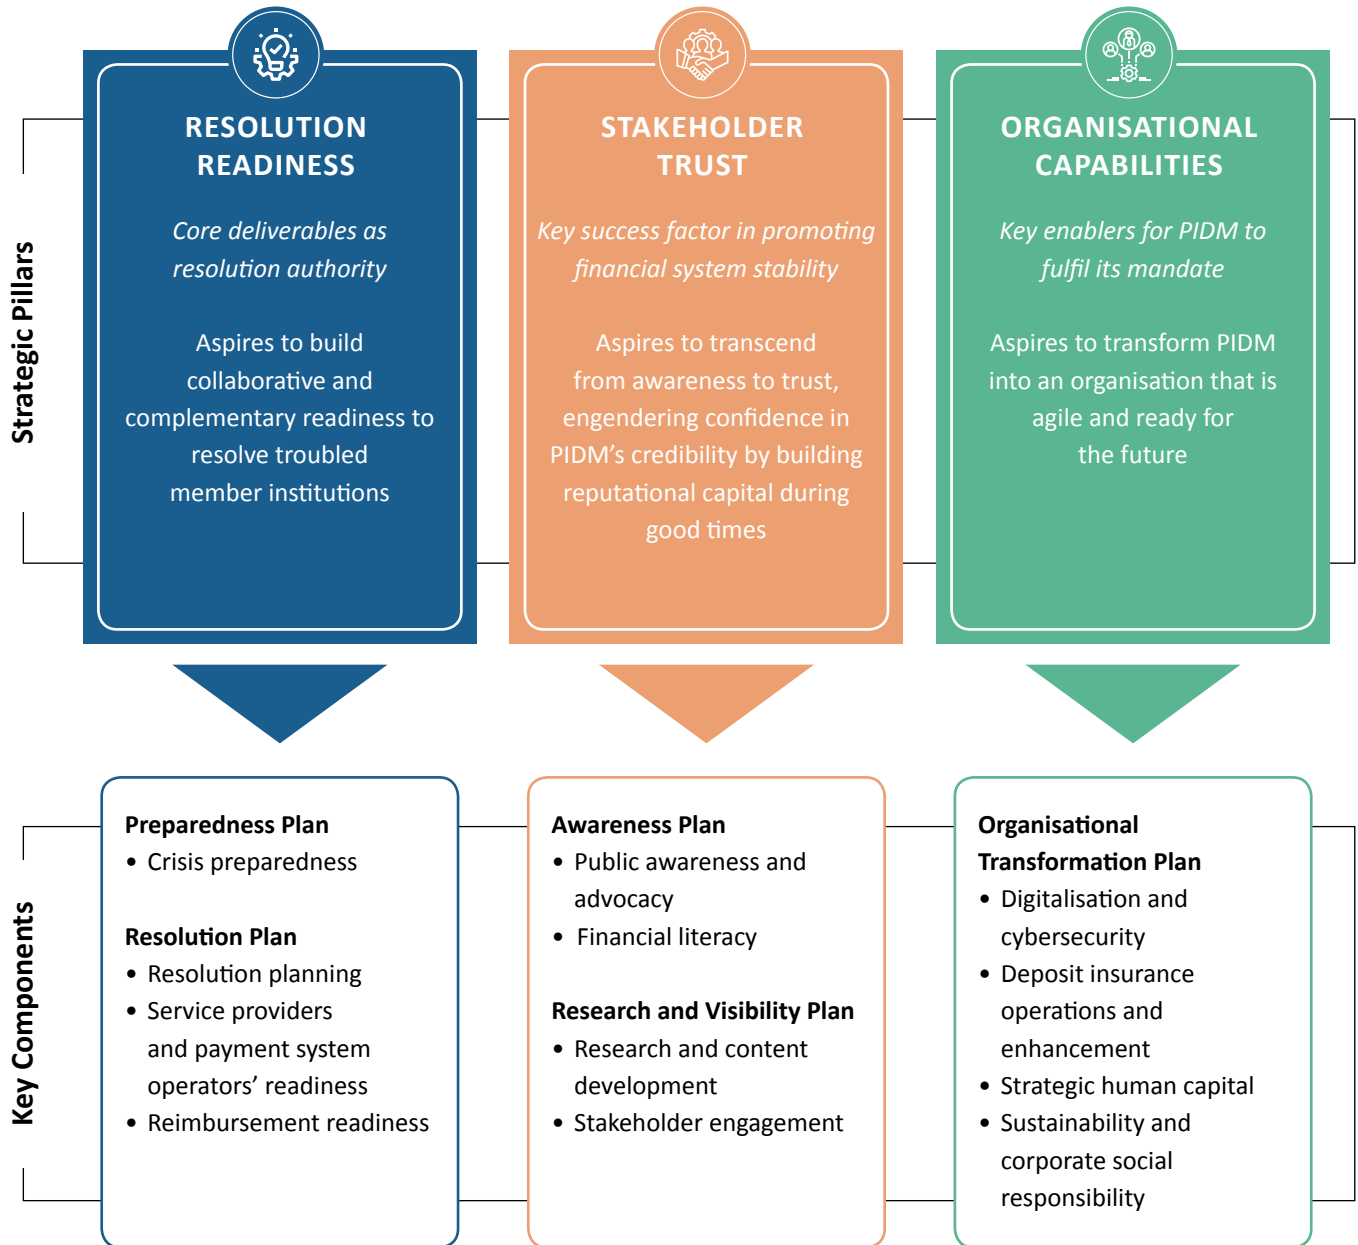 Strategic Pillars
RESOLUTION
READINESS
Core deliverables as
resolution authority
Aspires to build
collaborative and
complementary readiness to
resolve troubled
member institutions
STAKEHOLDER
TRUST
Key success factor in promoting
financial system stability
Aspires to transcend
from awareness to trust,
engendering confidence in
PIDM’s credibility by building
reputational capital during
good times
ORGANISATIONAL
CAPABILITIES
Key enablers for PIDM to
fulfil its mandate
Aspires to transform PIDM
into an organisation that is
agile and ready for
the future
Key Components
Preparedness Plan
• Crisis preparedness
Resolution Plan
• Resolution planning
• Service providers
and payment system
operators’ readiness
• Reimbursement readiness
Awareness Plan
• Public awareness and
advocacy
• Financial literacy
Research and Visibility Plan
• Research and content
development
• Stakeholder engagement
Organisational
Transformation Plan
• Digitalisation and
cybersecurity
• Deposit insurance
operations and
enhancement
• Strategic human capital
• Sustainability and
corporate social
responsibility